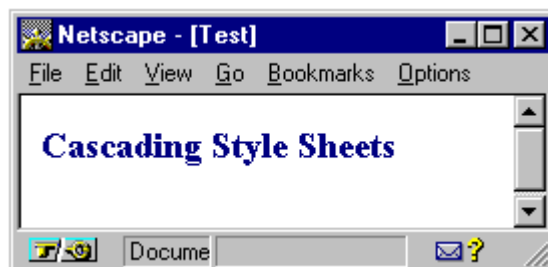 Netscape - [Test]
File Edit View Go Bookmarks Options
Cascading Style Sheets
Docume